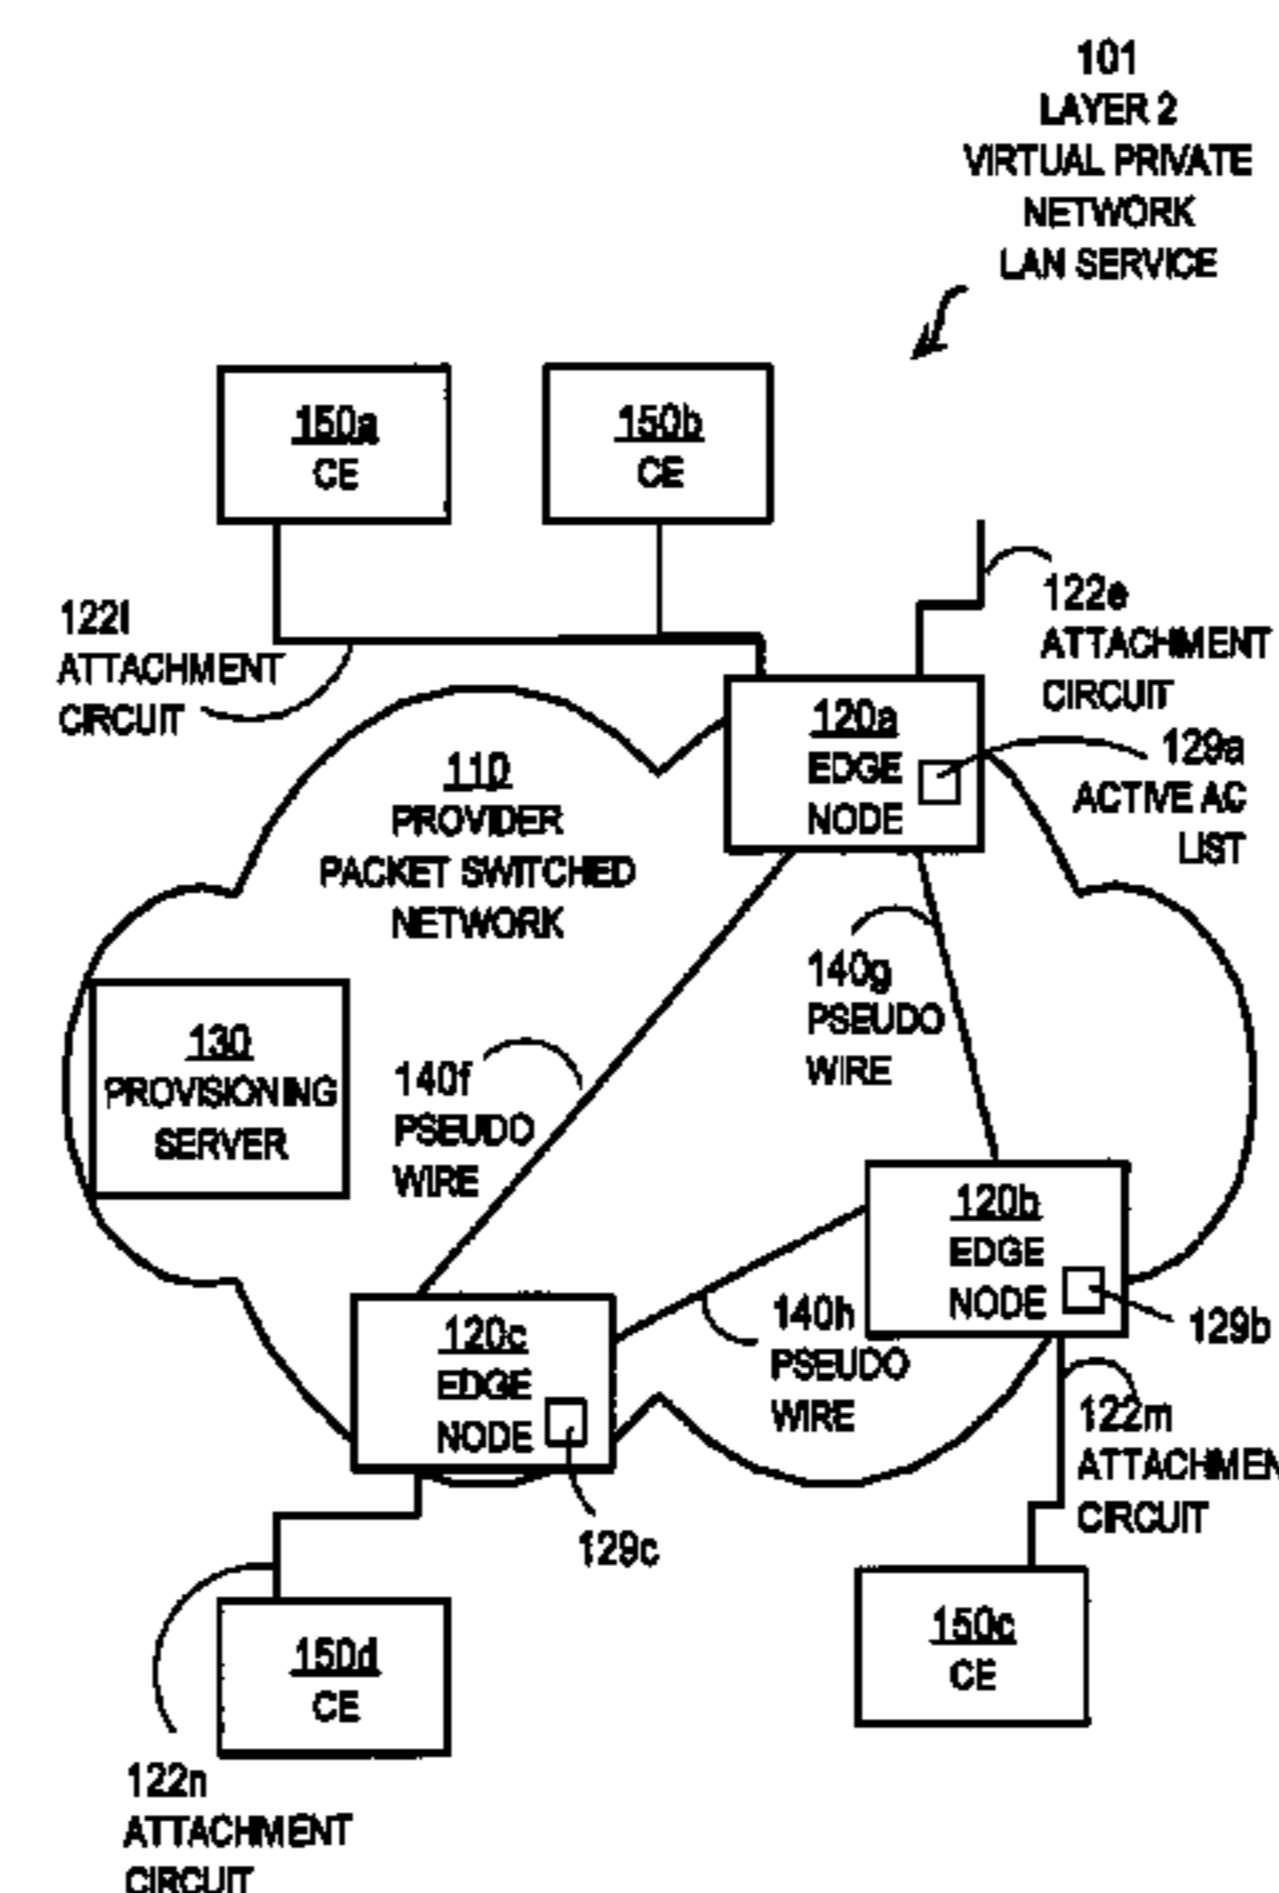 101
LAYER 2
VIRTUAL PRIVATE
NETWORK
LAN SERVICE
150a
CE
150b
CE
122l
ATTACHMENT
CIRCUIT
122e
ATTACHMENT
CIRCUIT
120a
EDGE
NODE
129a
ACTIVE AC
LIST
110
PROVIDER
PACKET SWITCHED
NETWORK
140g
PSEUDO
WIRE
130
PROVISIONING
SERVER
140f
PSEUDO
WIRE
120b
EDGE
NODE
129b
140h
PSEUDO
WIRE
120c
EDGE
NODE
129c
122m
ATTACHMEN
CIRCUIT
150d
CE
150c
CE
122n
ATTACHMENT
CIRCUIT